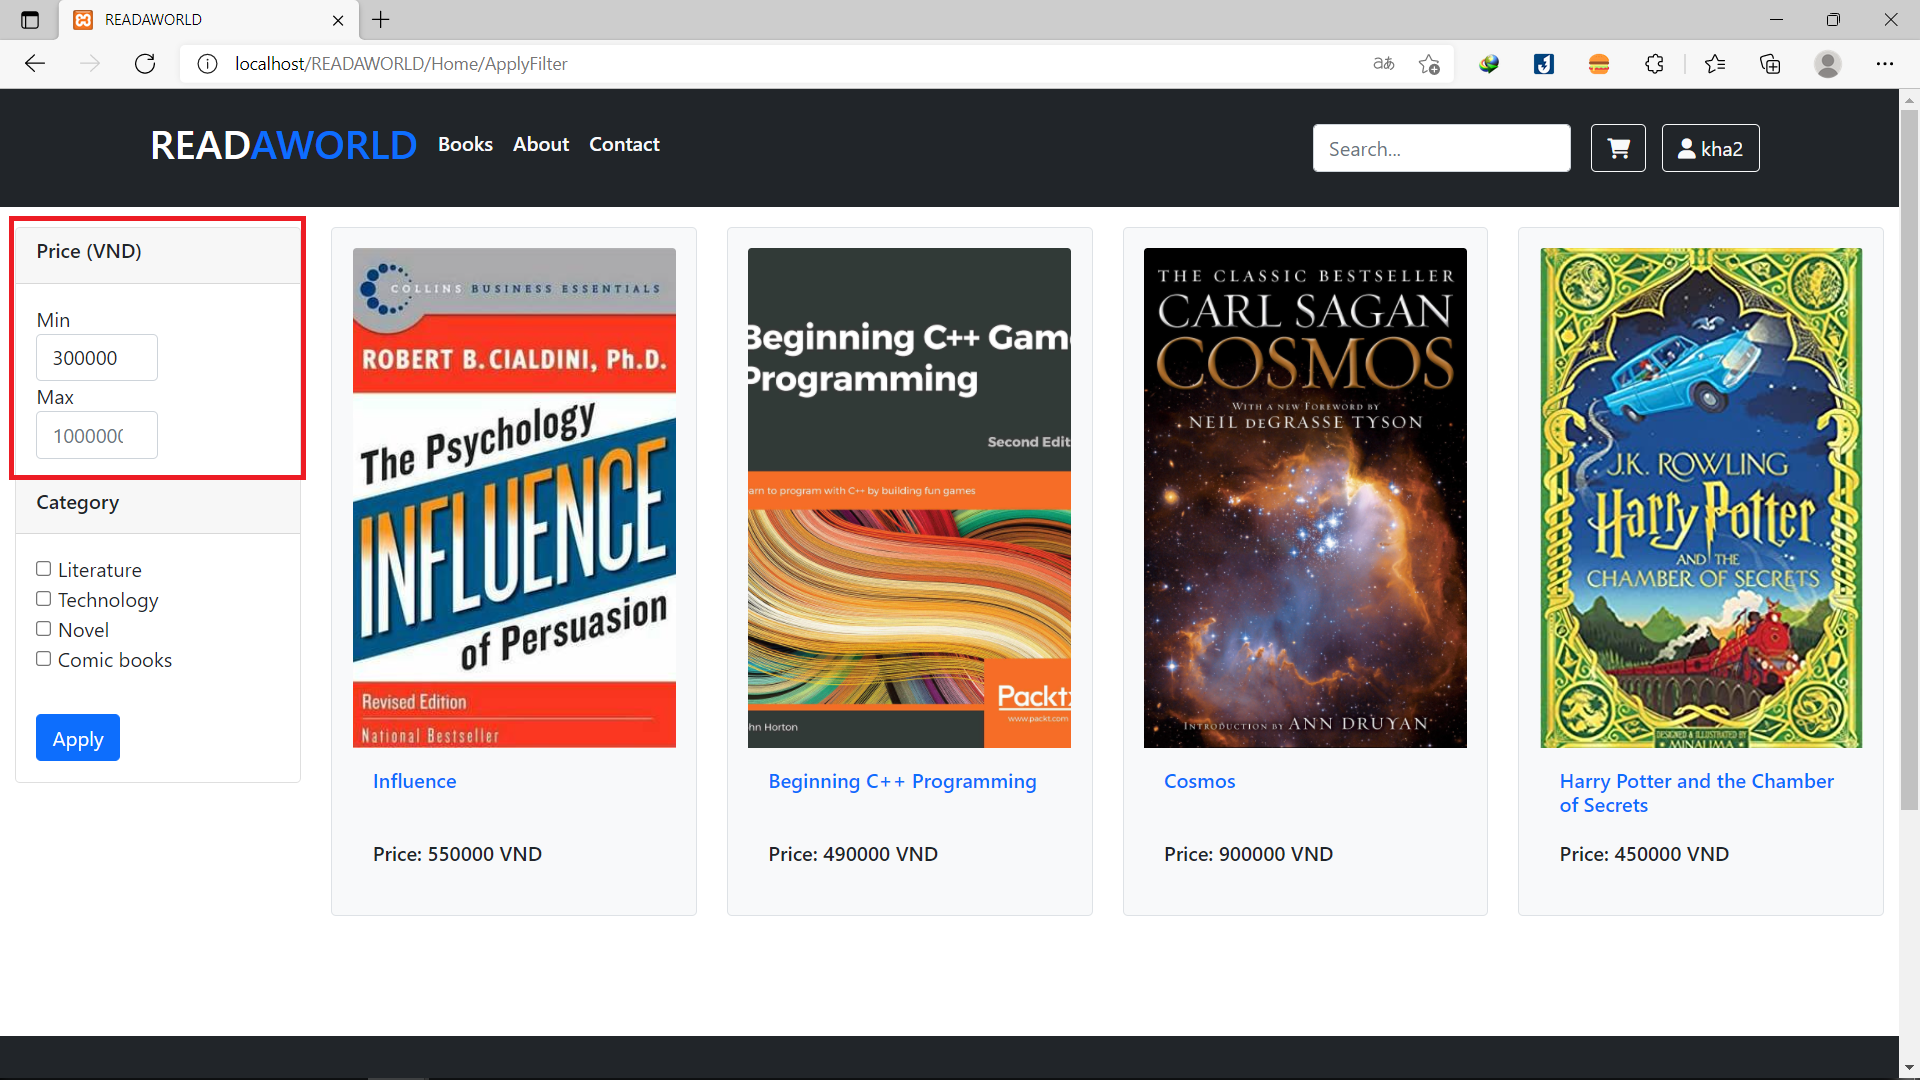 READAWORLD
localhost/READAWORLD/Home/ApplyFilter
READAWORLD
Books
About
Contact
Search...
kha2
Price (VND)
Min
300000
Max
1000000
Category
Literature
Technology
Novel
Comic books
Apply
COLLINS BUSINESS ESSENTIALS
ROBERT B. CIALDINI, Ph.D.
The Psychology
INFLUENCE
of Persuasion
Revised Edition
National Bestseller
Influence
Price: 550000 VND
Beginning C++ Game
Programming
Second Edit
arn to program with C++ by building fun games
Packt>
www.packt.com
hn Horton
Beginning C++ Programming
Price: 490000 VND
THE CLASSIC BESTSELLER
CARL SAGAN
COSMOS
WITH A NEW FOREWORD BY
NEIL DEGRASSE TYSON
INTRODUCTION BY ANN DRUYAN
Cosmos
Price: 900000 VND
J.K. ROWLING
Harry Potter
AND THE
CHAMBER OF SECRETS
DESIGNED & ILLUSTRATED BY
MINALIMA
Harry Potter and the Chamber
of Secrets
Price: 450000 VND